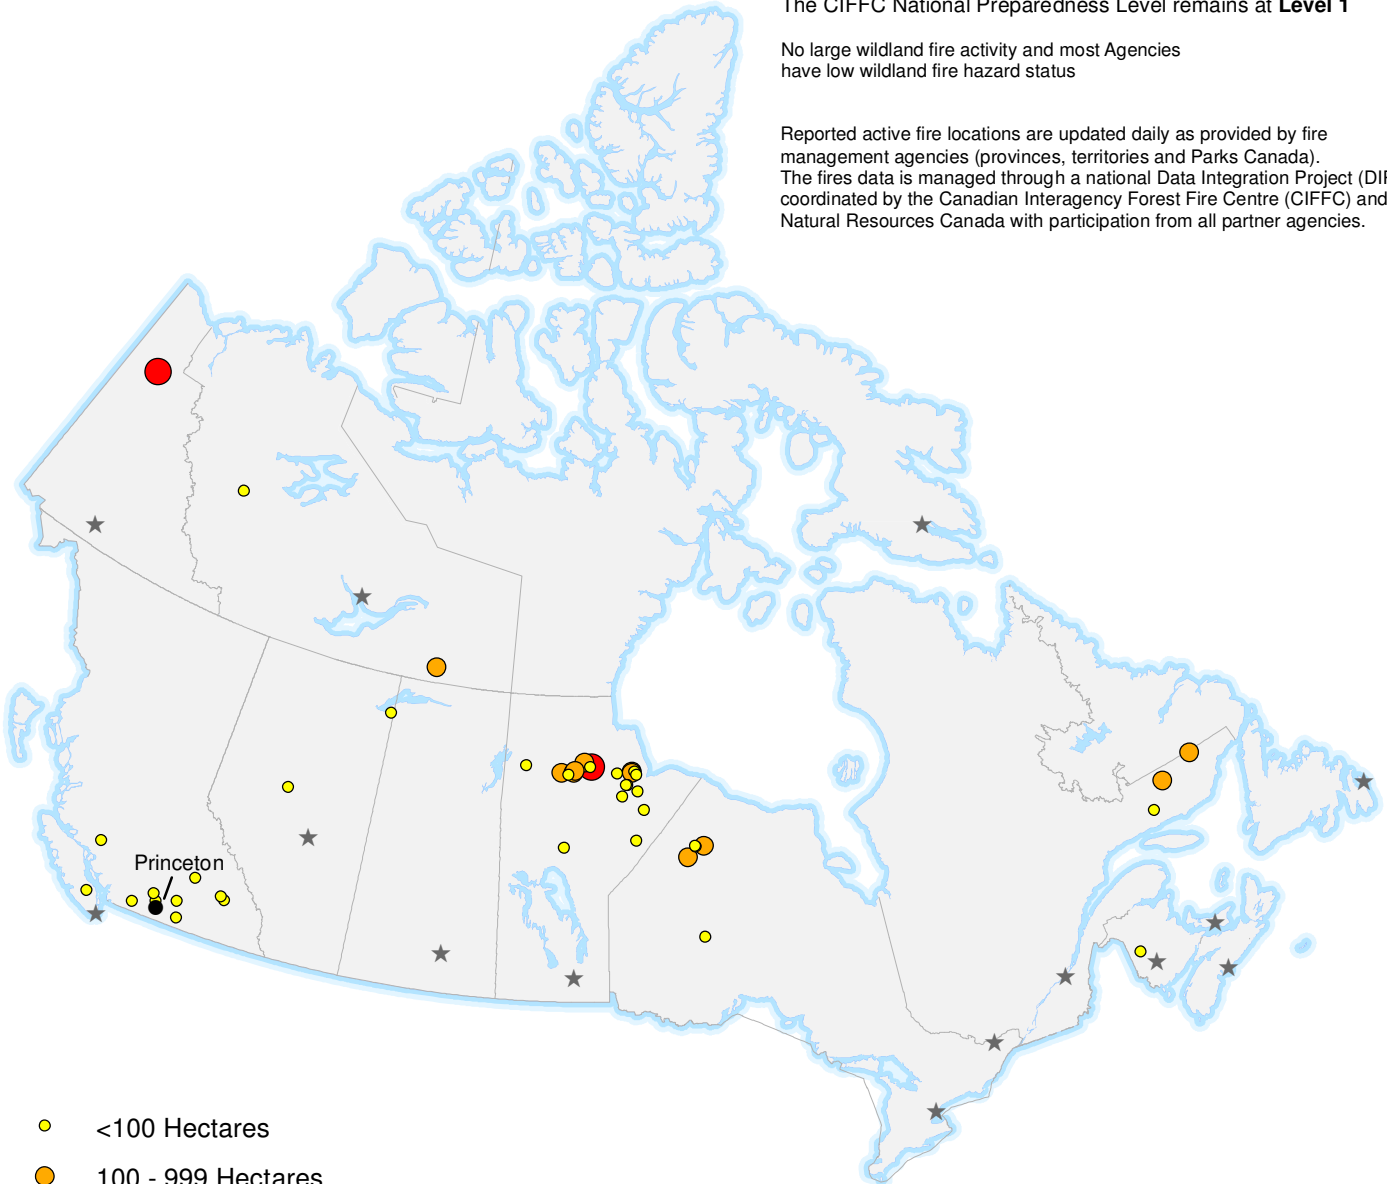 The CIFFC National Preparedness Level remains at Level 1
No large wildland fire activity and most Agencies
have low wildland fire hazard status
Reported active fire locations are updated daily as provided by fire
management agencies (provinces, territories and Parks Canada).
The fires data is managed through a national Data Integration Project (DIP
coordinated by the Canadian Interagency Forest Fire Centre (CIFFC) and
Natural Resources Canada with participation from all partner agencies.
Princeton
<100 Hectares
100 - 999 Hectares